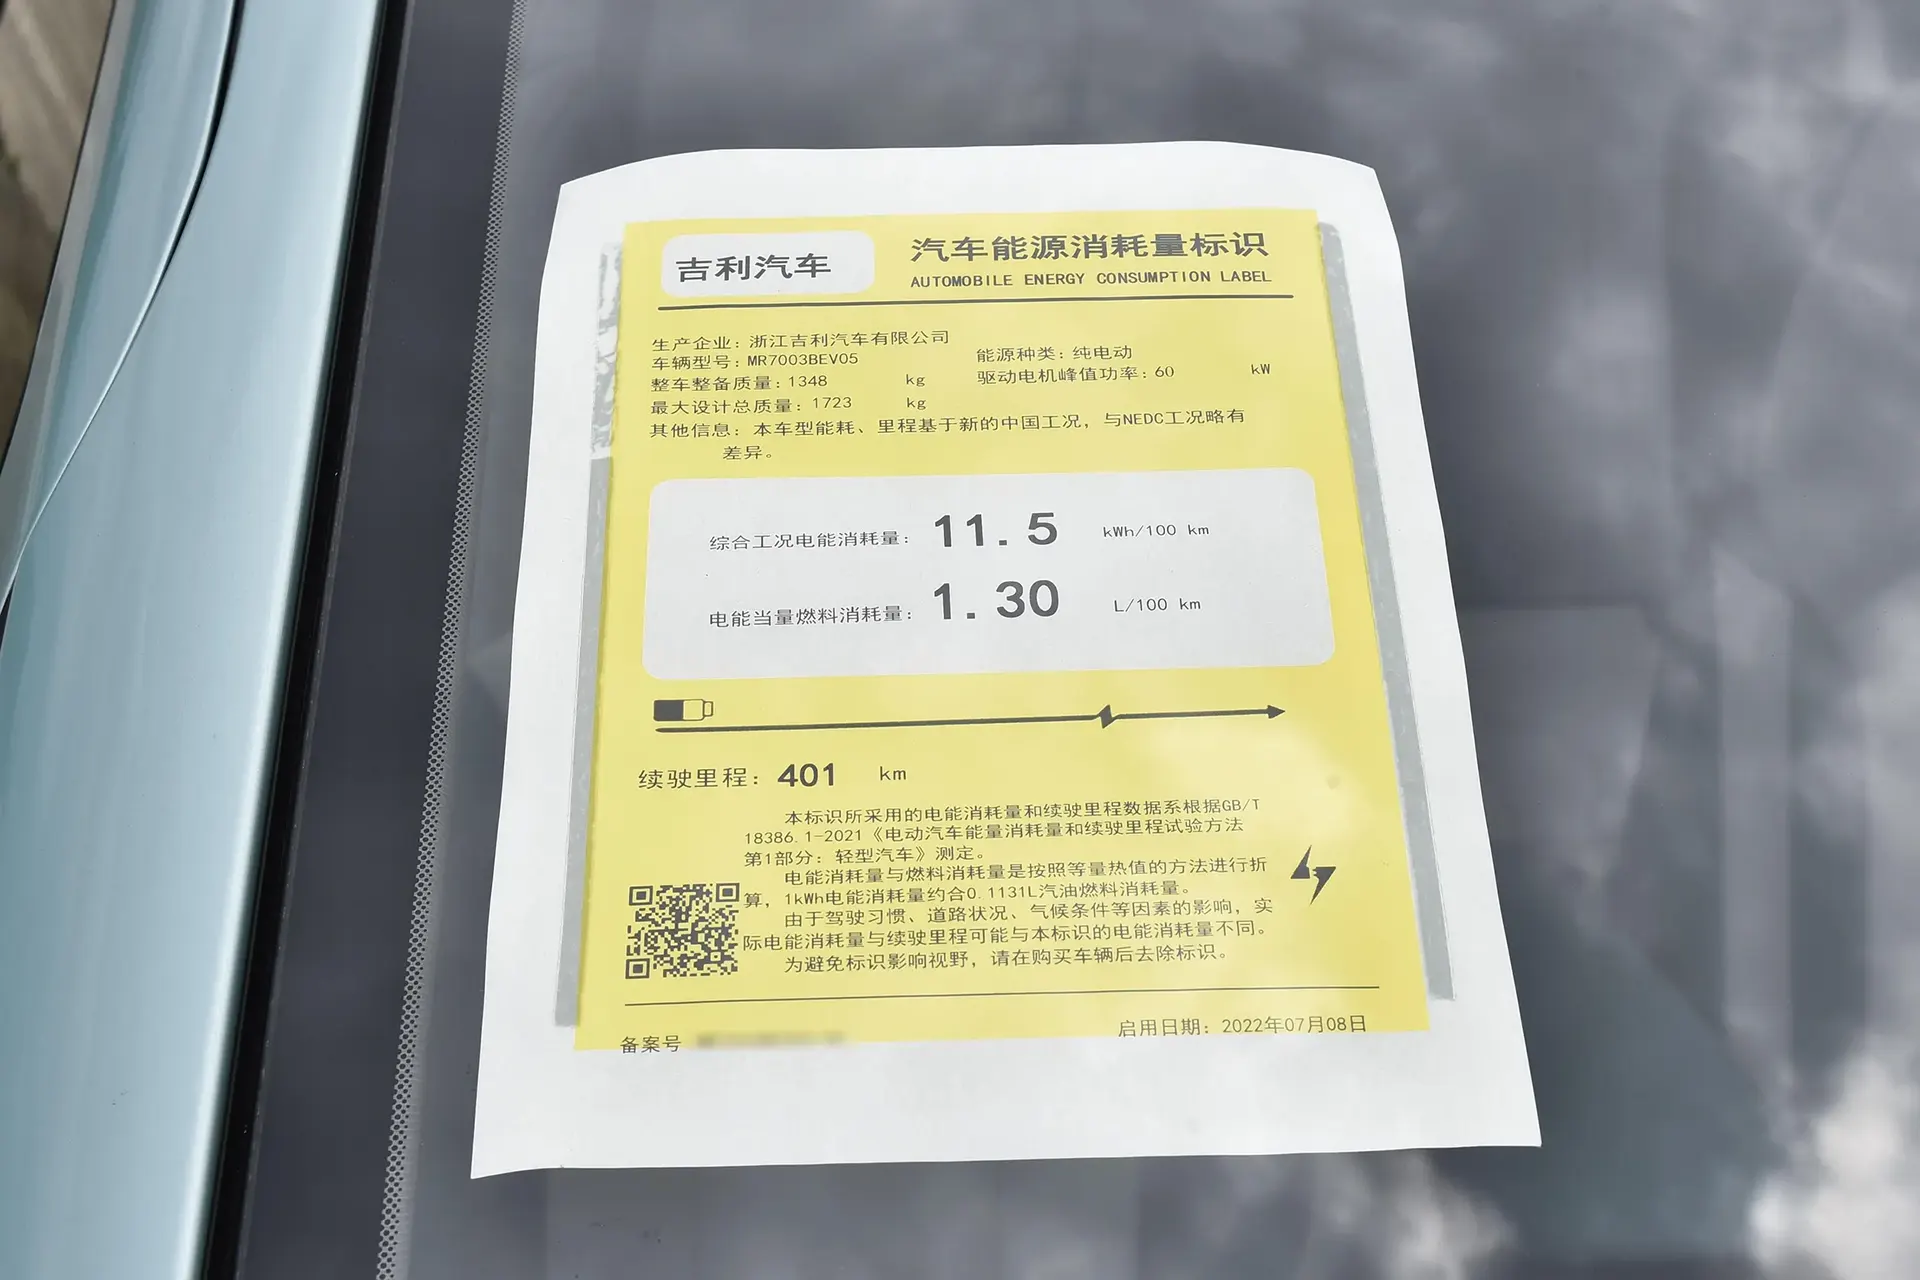 吉利汽车
汽车能源消耗量标识
AUTOMOBILE ENERGY CONSUMPTION LABEL
生产企业：浙江吉利汽车有限公司
车辆型号：MR7003BEV05
能源种类：纯电动
整车整备质量：1348 kg
驱动电机峰值功率：60 kW
最大设计总质量：1723 kg
其他信息：本车型能耗、里程基于新的中国工况，与NEDC工况略有
差异。
综合工况电能消耗量：11.5 kWh/100 km
电能当量燃料消耗量：1.30 L/100 km
续驶里程：401 km
本标识所采用的电能消耗量和续驶里程数据系根据GB/T
18386.1-2021《电动汽车能量消耗量和续驶里程试验方法
第1部分：轻型汽车》测定。
电能消耗量与燃料消耗量是按照等量热值的方法进行折
算，1kWh电能消耗量约合0.1131L汽油燃料消耗量。
由于驾驶习惯、道路状况、气候条件等因素的影响，实
际电能消耗量与续驶里程可能与本标识的电能消耗量不同。
为避免标识影响视野，请在购买车辆后去除标识。
备案号
启用日期：2022年07月08日